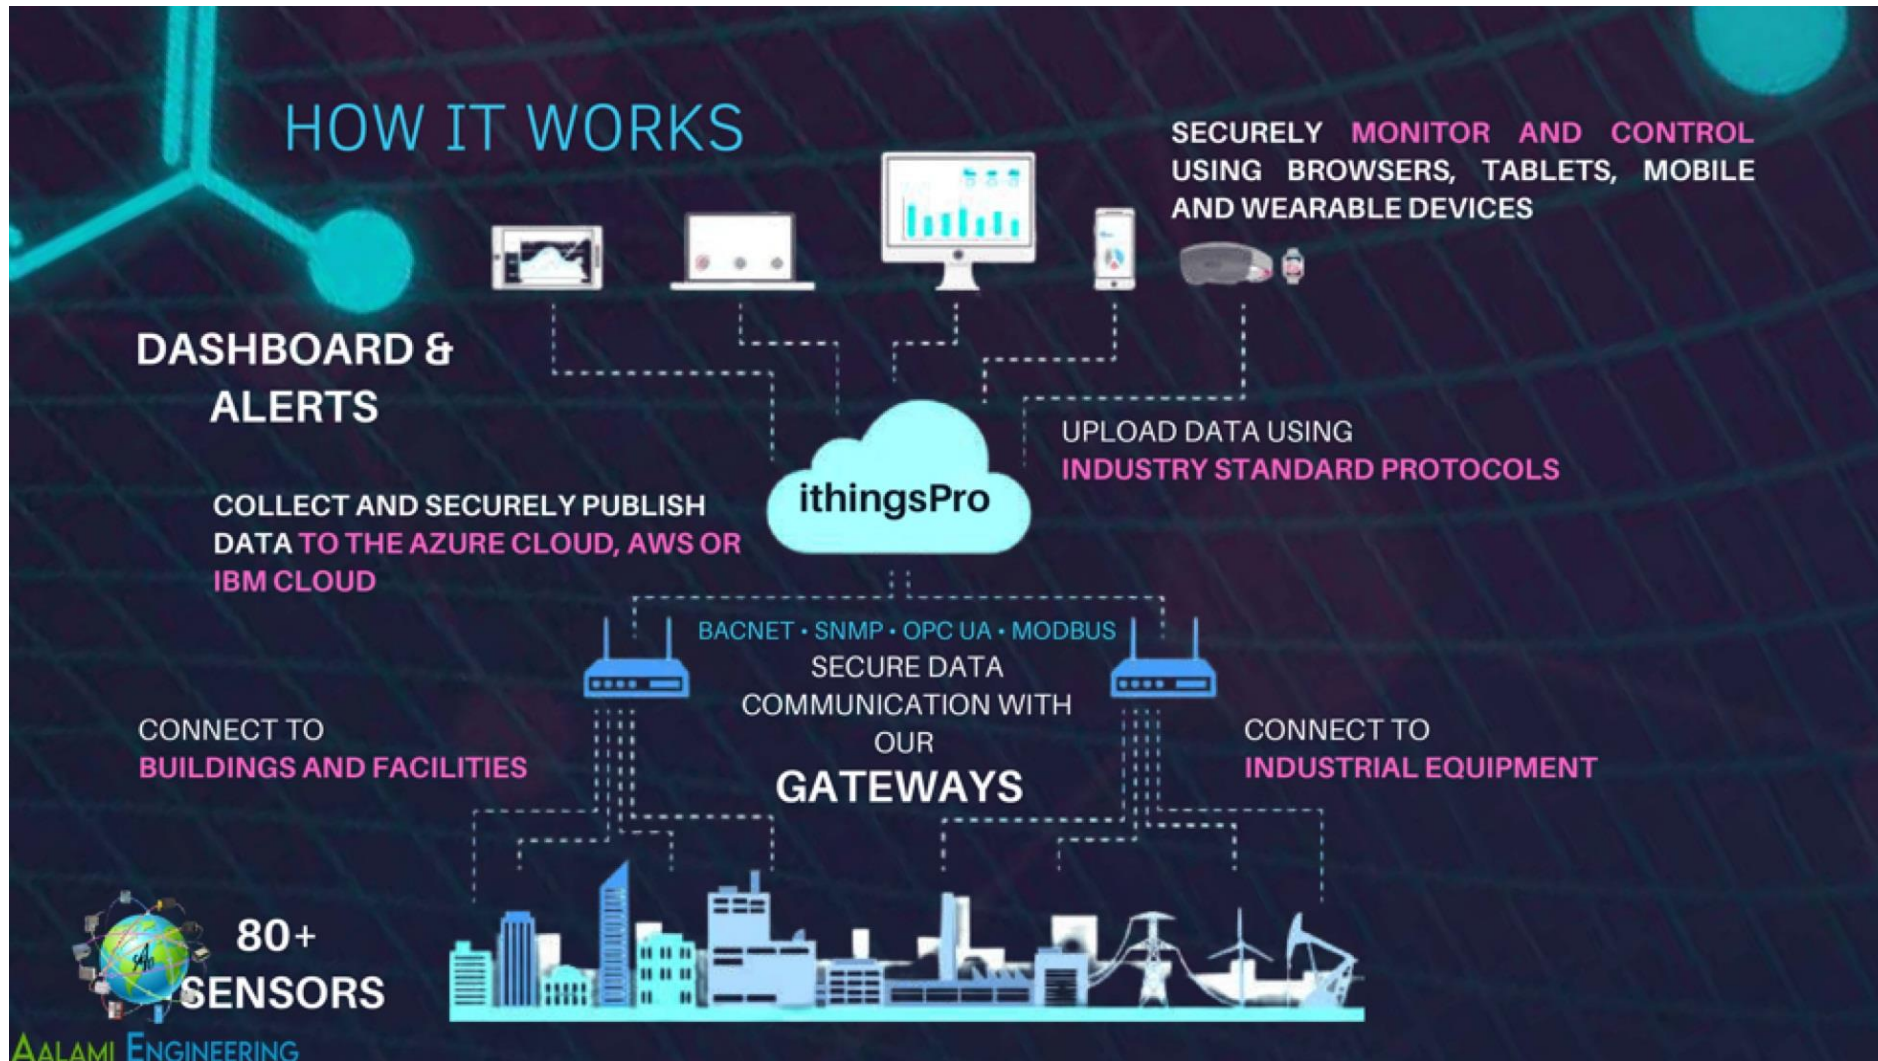 HOW IT WORKS
SECURELY MONITOR AND CONTROL
USING BROWSERS, TABLETS, MOBILE
AND WEARABLE DEVICES
DASHBOARD &
ALERTS
UPLOAD DATA USING
INDUSTRY STANDARD PROTOCOLS
ithingsPro
COLLECT AND SECURELY PUBLISH
DATA TO THE AZURE CLOUD, AWS OR
IBM CLOUD
BACNET • SNMP • OPC UA • MODBUS
SECURE DATA
COMMUNICATION WITH
OUR
GATEWAYS
CONNECT TO
BUILDINGS AND FACILITIES
CONNECT TO
INDUSTRIAL EQUIPMENT
80+
SENSORS
AALAMI ENGINEERING